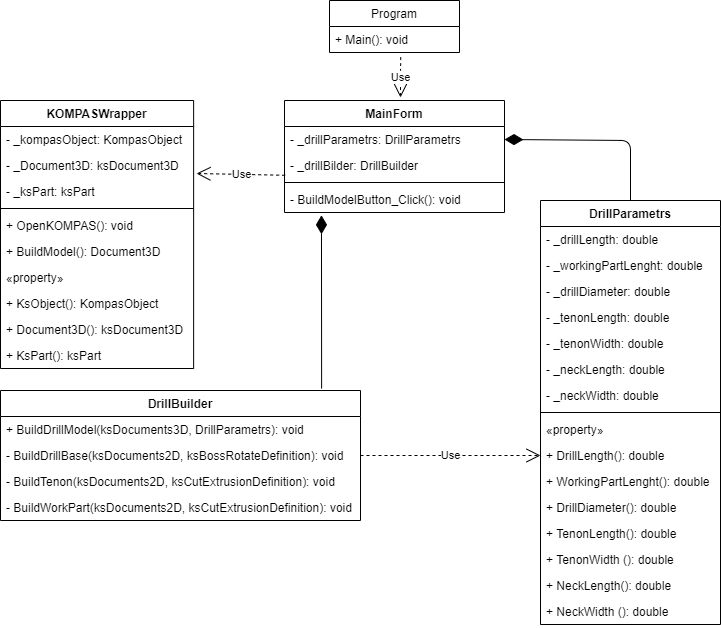 Program
+ Main(): void
Use
KOMPASWrapper
- _kompasObject: KompasObject
- _Document3D: ksDocument3D
- _ksPart: ksPart
+ OpenKOMPAS(): void
+ BuildModel(): Document3D
«property»
+ KsObject(): KompasObject
+ Document3D(): ksDocument3D
+ KsPart(): ksPart
Use
MainForm
- _drillParametrs: DrillParametrs
- _drillBilder: DrillBuilder
- BuildModelButton_Click(): void
DrillParametrs
- _drillLength: double
- _workingPartLenght: double
- _drillDiameter: double
- _tenonLength: double
- _tenonWidth: double
- _neckLength: double
- _neckWidth: double
«property»
+ DrillLength(): double
+ WorkingPartLenght(): double
+ DrillDiameter(): double
+ TenonLength(): double
+ TenonWidth (): double
+ NeckLength(): double
+ NeckWidth (): double
DrillBuilder
+ BuildDrillModel(ksDocuments3D, DrillParametrs): void
- BuildDrillBase(ksDocuments2D, ksBossRotateDefinition): void
- BuildTenon(ksDocuments2D, ksCutExtrusionDefinition): void
- BuildWorkPart(ksDocuments2D, ksCutExtrusionDefinition): void
Use